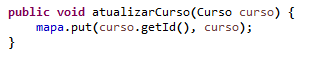 public void atualizarCurso(Curso curso) {
    mapa.put(curso.getId(), curso);
}